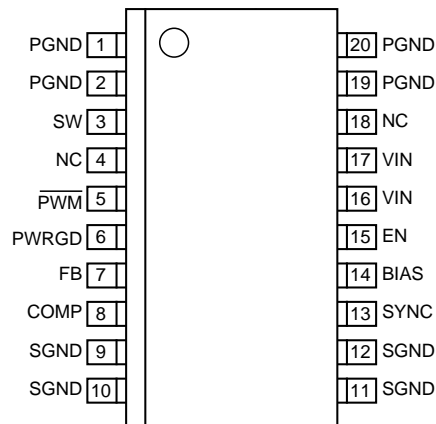 PGND 1 20 PGND
PGND 2 19 PGND
SW 3 18 NC
NC 4 17 VIN
PWM 5 16 VIN
PWRGD 6 15 EN
FB 7 14 BIAS
COMP 8 13 SYNC
SGND 9 12 SGND
SGND 10 11 SGND